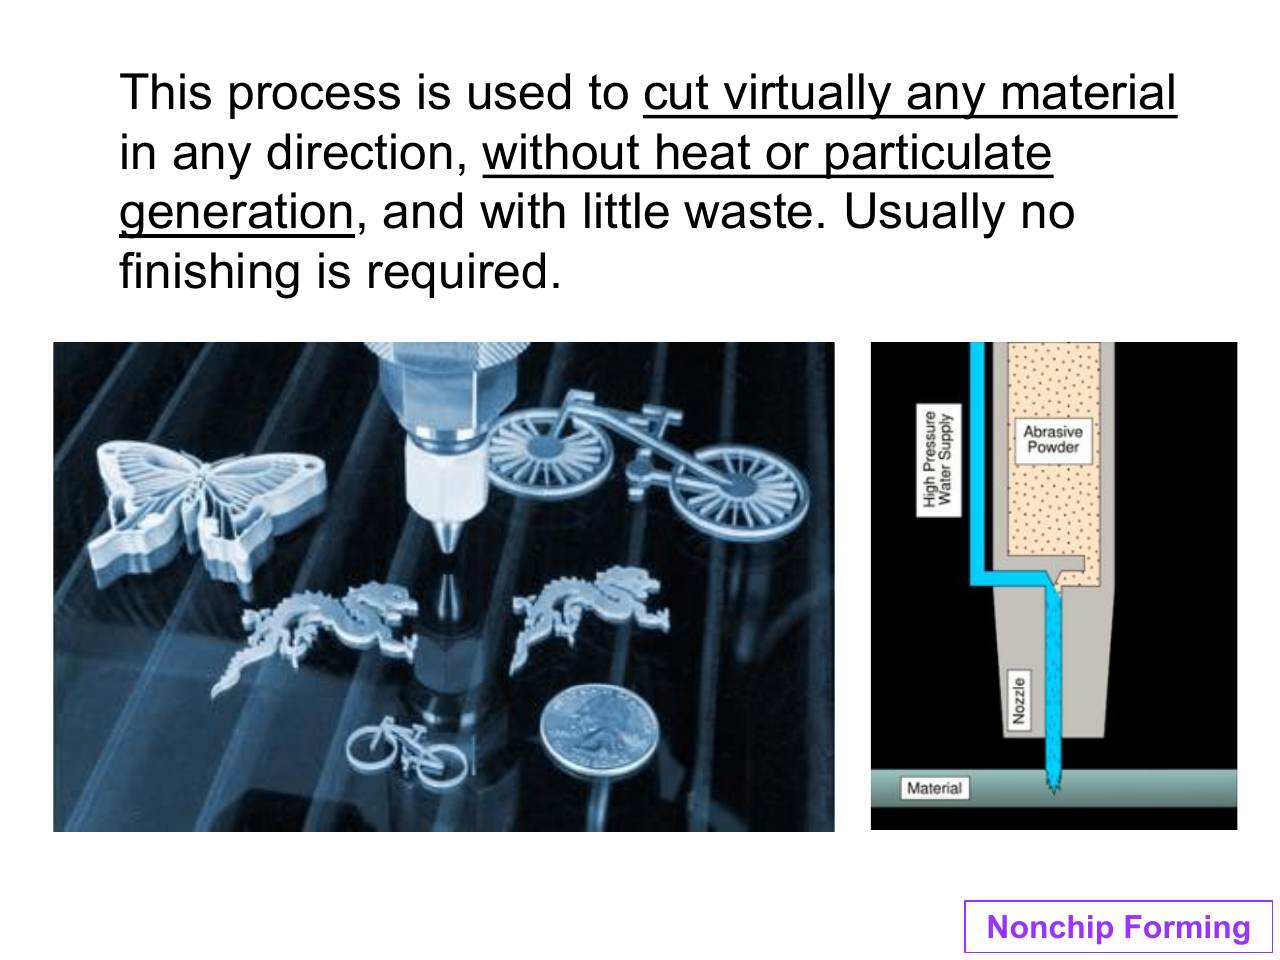 This process is used to cut virtually any material
in any direction, without heat or particulate
generation, and with little waste. Usually no
finishing is required.
High Pressure
Water Supply
Abrasive
Powder
Nozzle
Material
Nonchip Forming